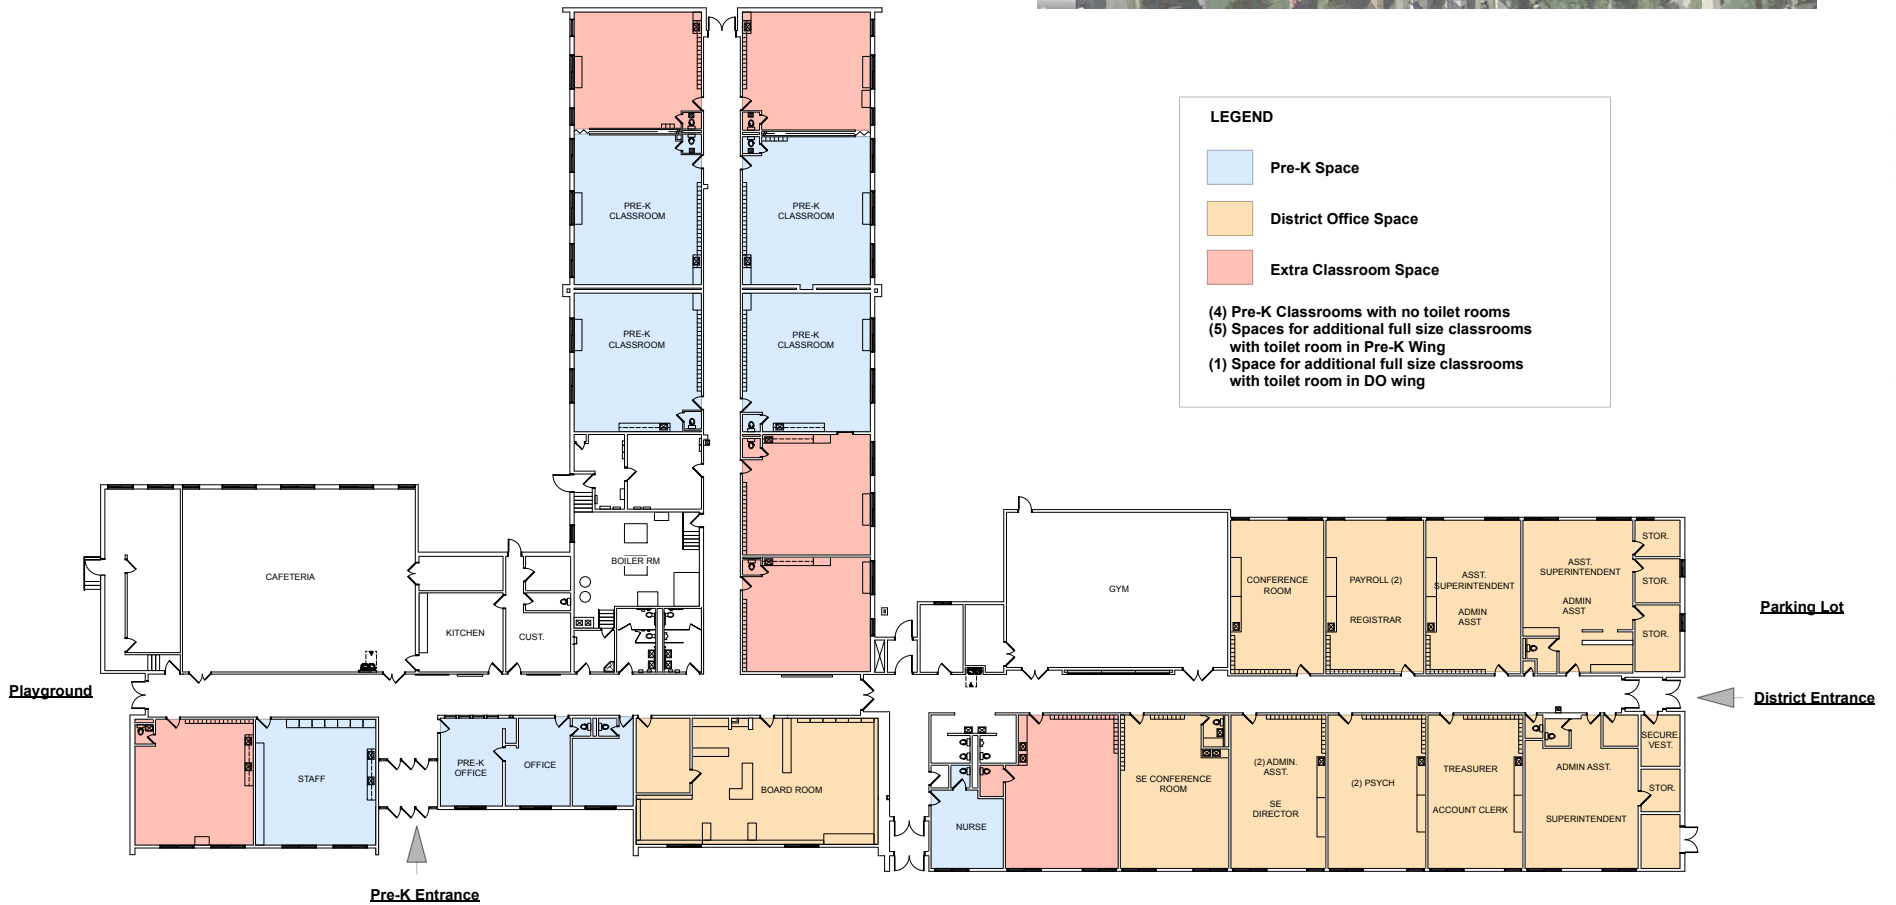 LEGEND
Pre-K Space
District Office Space
Extra Classroom Space
(4) Pre-K Classrooms with no toilet rooms
(5) Spaces for additional full size classrooms
with toilet room in Pre-K Wing
(1) Space for additional full size classrooms
with toilet room in DO wing
PRE-K
CLASSROOM
PRE-K
CLASSROOM
PRE-K
CLASSROOM
PRE-K
CLASSROOM
BOILER RM
CAFETERIA
KITCHEN
CUST.
GYM
CONFERENCE
ROOM
PAYROLL (2)
REGISTRAR
ASST.
SUPERINTENDENT
ADMIN
ASST
ASST.
SUPERINTENDENT
ADMIN
ASST
STOR.
STOR.
STOR.
Parking Lot
Playground
District Entrance
STAFF
PRE-K
OFFICE
OFFICE
BOARD ROOM
NURSE
SE CONFERENCE
ROOM
(2) ADMIN.
ASST.
SE
DIRECTOR
(2) PSYCH
TREASURER
ACCOUNT CLERK
ADMIN ASST.
SUPERINTENDENT
SECURE.
VEST.
STOR.
Pre-K Entrance